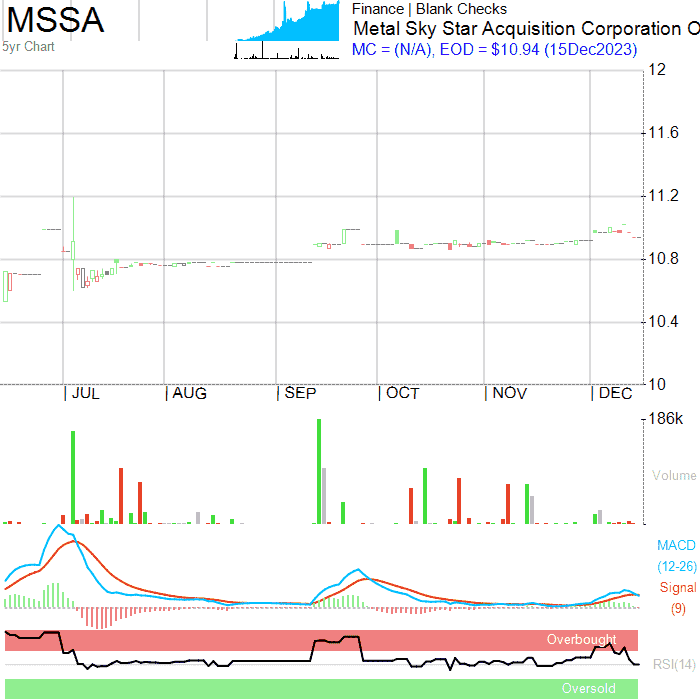 MSSA
5yr Chart
Finance | Blank Checks
Metal Sky Star Acquisition Corporation O
MC = (N/A), EOD = $10.94 (15Dec2023)
12
11.6
11.2
10.8
10.4
10
JUL AUG SEP OCT NOV DEC
186k
Volume
MACD
(12-26)
Signal
(9)
Overbought
RSI(14)
Oversold